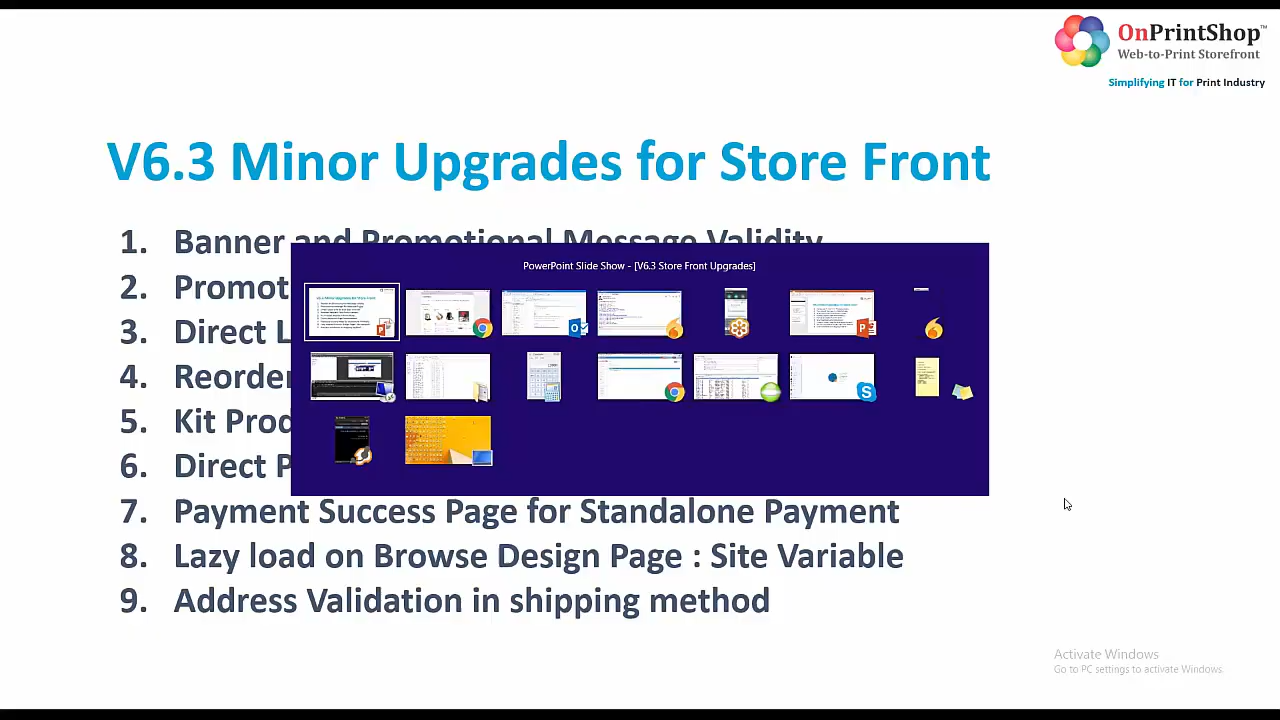 OnPrintShop™
Web-to-Print Storefront
Simplifying IT for Print Industry
V6.3 Minor Upgrades for Store Front
1. Banner and Promotional Message Validity
PowerPoint Slide Show - [V6.3 Store Front Upgrades]
2. Promot
3. Direct L
4. Reorder
5. Kit Prod
6. Direct P
7. Payment Success Page for Standalone Payment
8. Lazy load on Browse Design Page : Site Variable
9. Address Validation in shipping method
Activate Windows
Go to PC settings to activate Windows.